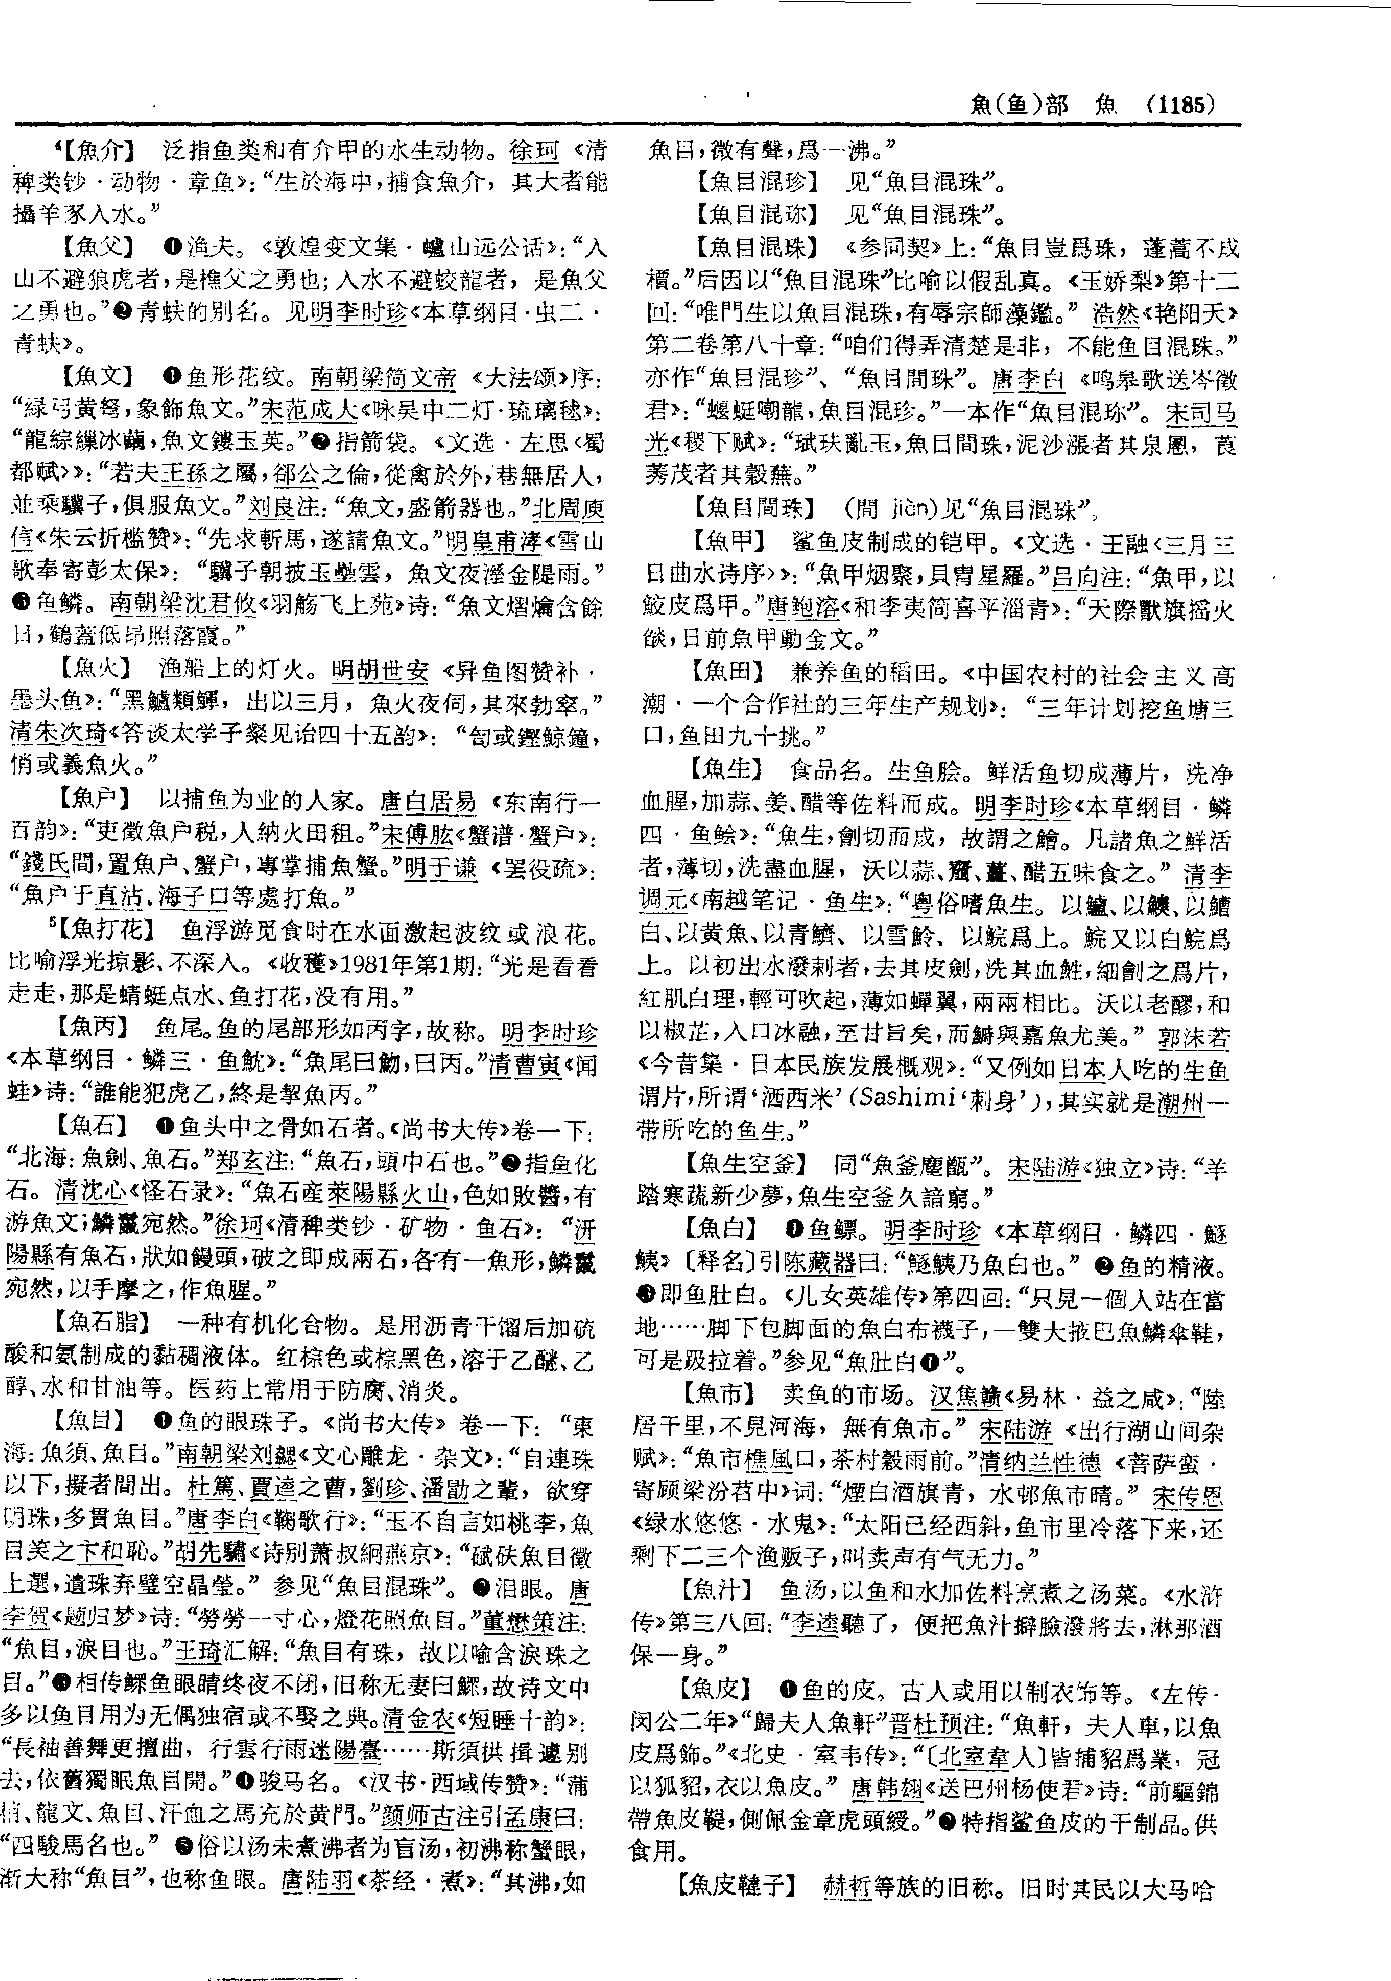 魚(鱼)部 魚 (1185)
⁴【魚介】 泛指鱼类和有介甲的水生动物。徐珂《清
稗类钞·动物·章鱼》：“生於海中，捕食魚介，其大者能
攝羊豕入水。”
【魚父】 ❶渔夫。《敦煌变文集·嚧山远公话》：“入
山不避狼虎者，是樵父之勇也；入水不避蛟龍者，是魚父
之勇也。”❷青蚨的别名。见明李时珍《本草纲目·虫二·
青蚨》。
【魚文】 ❶鱼形花纹。南朝梁简文帝《大法颂》序：
“緑弓黄弩，象飾魚文。”宋范成大《咏吴中二灯·琉璃毬》：
“龍綜繅冰繭，魚文鏤玉英。”❷指箭袋。《文选·左思〈蜀
都赋〉》：“若夫王孫之屬，郤公之倫，從禽於外，巷無居人，
並乘驥子，俱服魚文。”刘良注：“魚文，盛箭器也。”北周庾
信《朱云折槛赞》：“先求斬馬，遂請魚文。”明皇甫涍《雪山
歌奉寄彭太保》：“驥子朝披玉壘雲，魚文夜溼金隄雨。”
❸鱼鳞。南朝梁沈君攸《羽觞飞上苑》诗：“魚文熠爚含餘
日，鶴蓋低昂照落霞。”
【魚火】 渔船上的灯火。明胡世安《异鱼图赞补·
墨头鱼》：“黑鱸類鯶，出以三月，魚火夜伺，其來勃窣。”
清朱次琦《答谈太学子粲见诒四十五韵》：“訇或鏗鯨鐘，
悄或義魚火。”
【魚户】 以捕鱼为业的人家。唐白居易《东南行一
百韵》：“吏徵魚户税，人納火田租。”宋傅肱《蟹谱·蟹户》：
“錢氏間，置魚户、蟹户，專掌捕魚蟹。”明于谦《罢役疏》：
“魚户于直沽、海子口等處打魚。”
⁵【魚打花】 鱼浮游觅食时在水面激起波纹或浪花。
比喻浮光掠影、不深入。《收穫》1981年第1期：“光是看看
走走，那是蜻蜓点水、鱼打花，没有用。”
【魚丙】 鱼尾。鱼的尾部形如丙字，故称。明李时珍
《本草纲目·鳞三·鱼鱿》：“魚尾曰魩，曰丙。”清曹寅《闻
蛙》诗：“誰能犯虎乙，終是挈魚丙。”
【魚石】 ❶鱼头中之骨如石者。《尚书大传》卷一下：
“北海：魚劍、魚石。”郑玄注：“魚石，頭中石也。”❷指鱼化
石。清沈心《怪石录》：“魚石産萊陽縣火山，色如敗醬，有
游魚文；鱗鬣宛然。”徐珂《清稗类钞·矿物·鱼石》：“汧
陽縣有魚石，狀如饅頭，破之即成兩石，各有一魚形，鱗鬣
宛然，以手摩之，作魚腥。”
【魚石脂】 一种有机化合物。是用沥青干馏后加硫
酸和氨制成的黏稠液体。红棕色或棕黑色，溶于乙醚、乙
醇、水和甘油等。医药上常用于防腐、消炎。
【魚目】 ❶鱼的眼珠子。《尚书大传》卷一下：“東
海：魚須、魚目。”南朝梁刘勰《文心雕龙·杂文》：“自連珠
以下，擬者間出。杜篤、賈逵之曹，劉珍、潘勖之輩，欲穿
明珠，多貫魚目。”唐李白《鞠歌行》：“玉不自言如桃李，魚
目笑之卞和恥。”胡先驌《诗别萧叔絅燕京》：“碔砆魚目徵
上選，遺珠弃璧空晶瑩。”参见“魚目混珠”。❷泪眼。唐
李贺《题归梦》诗：“勞勞一寸心，燈花照魚目。”董懋策注：
“魚目，淚目也。”王琦汇解：“魚目有珠，故以喻含淚珠之
目。”❸相传鳏鱼眼睛终夜不闭，旧称无妻曰鳏，故诗文中
多以鱼目用为无偶独宿或不娶之典。清金农《短睡十韵》：
“長袖善舞更擅曲，行雲行雨迷陽臺……斯須拱揖遽别
去，依舊獨眠魚目開。”❹骏马名。《汉书·西域传赞》：“蒲
梢、龍文、魚目、汗血之馬充於黄門。”颜师古注引孟康曰：
“四駿馬名也。” ❺俗以汤未煮沸者为盲汤，初沸称蟹眼，
渐大称“魚目”，也称鱼眼。唐陆羽《茶经·煮》：“其沸，如
魚目，微有聲，爲一沸。”
【魚目混珍】 见“魚目混珠”。
【魚目混珎】 见“魚目混珠”。
【魚目混珠】 《参同契》上：“魚目豈爲珠，蓬蒿不成
檟。”后因以“魚目混珠”比喻以假乱真。《玉娇梨》第十二
回：“唯門生以魚目混珠，有辱宗師藻鑑。”浩然《艳阳天》
第二卷第八十章：“咱们得弄清楚是非，不能鱼目混珠。”
亦作“魚目混珍”、“魚目間珠”。唐李白《鸣皋歌送岑徵
君》：“蝘蜓嘲龍，魚目混珍。”一本作“魚目混珎”。宋司马
光《稷下赋》：“珷玞亂玉，魚目間珠，泥沙漲者其泉慁，莨
莠茂者其穀蕪。”
【魚目間珠】 (間 jiàn)见“魚目混珠”。
【魚甲】 鲨鱼皮制成的铠甲。《文选·王融〈三月三
日曲水诗序〉》：“魚甲烟聚，貝胄星羅。”吕向注：“魚甲，以
鮫皮爲甲。”唐鲍溶《和李夷简喜平淄青》：“天際獸旗摇火
燄，日前魚甲動金文。”
【魚田】 兼养鱼的稻田。《中国农村的社会主义高
潮·一个合作社的三年生产规划》：“三年计划挖鱼塘三
口，鱼田九十挑。”
【魚生】 食品名。生鱼脍。鲜活鱼切成薄片，洗净
血腥，加蒜、姜、醋等佐料而成。明李时珍《本草纲目·鳞
四·鱼鲙》：“魚生，劊切而成，故謂之鱠。凡諸魚之鮮活
者，薄切，洗盡血腥，沃以蒜、齏、薑、醋五味食之。”清李
调元《南越笔记·鱼生》：“粤俗嗜魚生。以鱸、以䱽、以鰽
白、以黄魚、以青鱭、以雪魿、以鯇爲上。鯇又以白鯇爲
上。以初出水潑剌者，去其皮劍，洗其血鮏，細劊之爲片，
紅肌白理，輕可吹起，薄如蟬翼，兩兩相比。沃以老醪，和
以椒芷，入口冰融，至甘旨矣，而鰣與嘉魚尤美。”郭沫若
《今昔集·日本民族发展概观》：“又例如日本人吃的生鱼
谓片，所谓‘洒西米’(Sashimi‘刺身’)，其实就是潮州一
带所吃的鱼生。”
【魚生空釜】 同“魚釜塵甑”。宋陆游《独立》诗：“羊
踏寒蔬新少夢，魚生空釜久諳窮。”
【魚白】 ❶鱼鳔。明李时珍《本草纲目·鳞四·鱁
鮧》〔释名〕引陈藏器曰：“鱁鮧乃魚白也。” ❷鱼的精液。
❸即鱼肚白。《儿女英雄传》第四回：“只見一個人站在當
地……脚下包脚面的魚白布襪子，一雙大掖巴魚鱗傘鞋，
可是趿拉着。”参见“魚肚白❶”。
【魚市】 卖鱼的市场。汉焦赣《易林·益之咸》：“陸
居千里，不見河海，無有魚市。”宋陆游《出行湖山间杂
赋》：“魚市樵風口，茶村穀雨前。”清纳兰性德《菩萨蛮·
寄顾梁汾苕中》词：“煙白酒旗青，水邨魚市晴。”宋传恩
《绿水悠悠·水鬼》：“太阳已经西斜，鱼市里冷落下来，还
剩下二三个渔贩子，叫卖声有气无力。”
【魚汁】 鱼汤，以鱼和水加佐料烹煮之汤菜。《水浒
传》第三八回：“李逵聽了，便把魚汁擗臉潑將去，淋那酒
保一身。”
【魚皮】 ❶鱼的皮。古人或用以制衣饰等。《左传·
闵公二年》“歸夫人魚軒”晋杜预注：“魚軒，夫人車，以魚
皮爲飾。”《北史·室韦传》：“〔北室韋人〕皆捕貂爲業，冠
以狐貂，衣以魚皮。”唐韩翃《送巴州杨使君》诗：“前驅錦
帶魚皮鞮，側佩金章虎頭綬。”❷特指鲨鱼皮的干制品。供
食用。
【魚皮韃子】 赫哲等族的旧称。旧时其民以大马哈